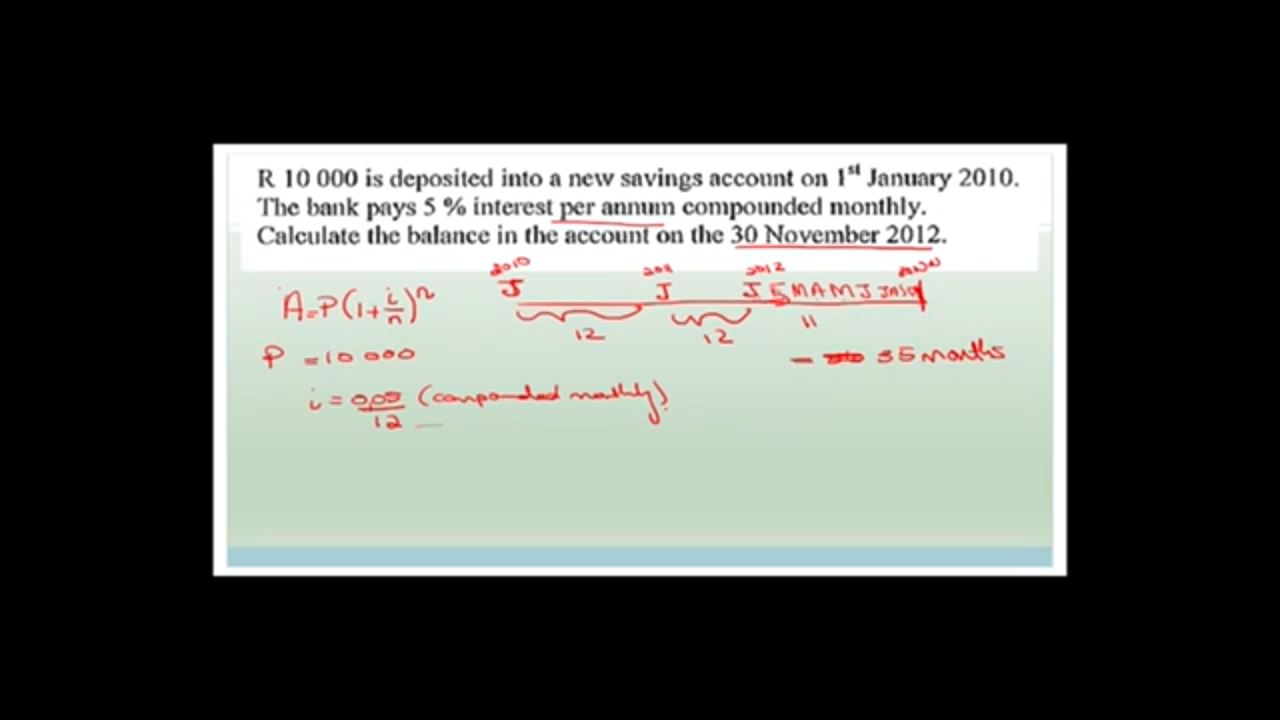 R 10 000 is deposited into a new savings account on 1st January 2010.
The bank pays 5 % interest per annum compounded monthly.
Calculate the balance in the account on the 30 November 2012.
2010 2011 2012
J J J F M A M J J A S O N
A=P(1+i/n)^n
12 12 11
P = 10 000
= 35 months
i = 0,05/12 (compounded monthly)